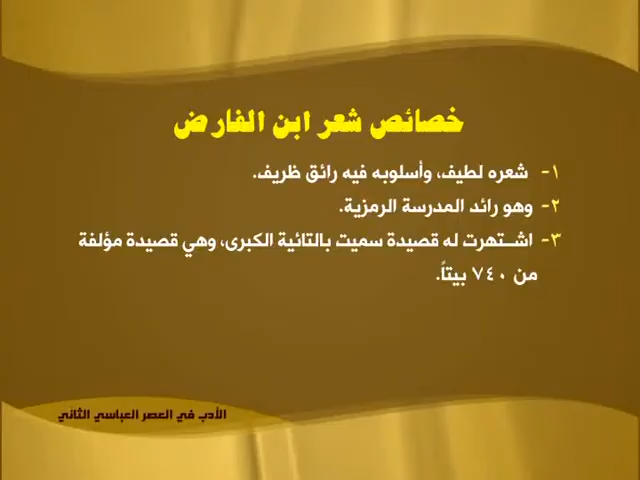 خصائص شعر ابن الفارض
١- شعره لطيف، وأسلوبه فيه رائق ظريف.
٢- وهو رائد المدرسة الرمزية.
٣- اشتهرت له قصيدة سميت بالتائية الكبرى، وهي قصيدة مؤلفة
من ٧٤٠ بيتاً.
الأدب في العصر العباسي الثاني